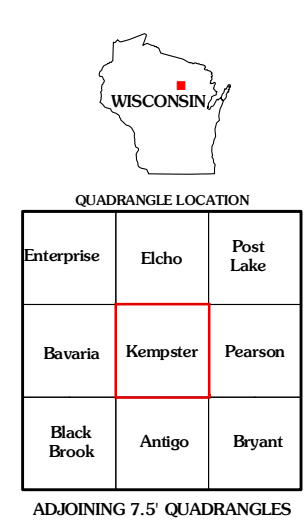 WISCONSIN
QUADRANGLE LOCATION
Enterprise
Elcho
Post
Lake
Bavaria
Kempster
Pearson
Black
Brook
Antigo
Bryant
ADJOINING 7.5' QUADRANGLES